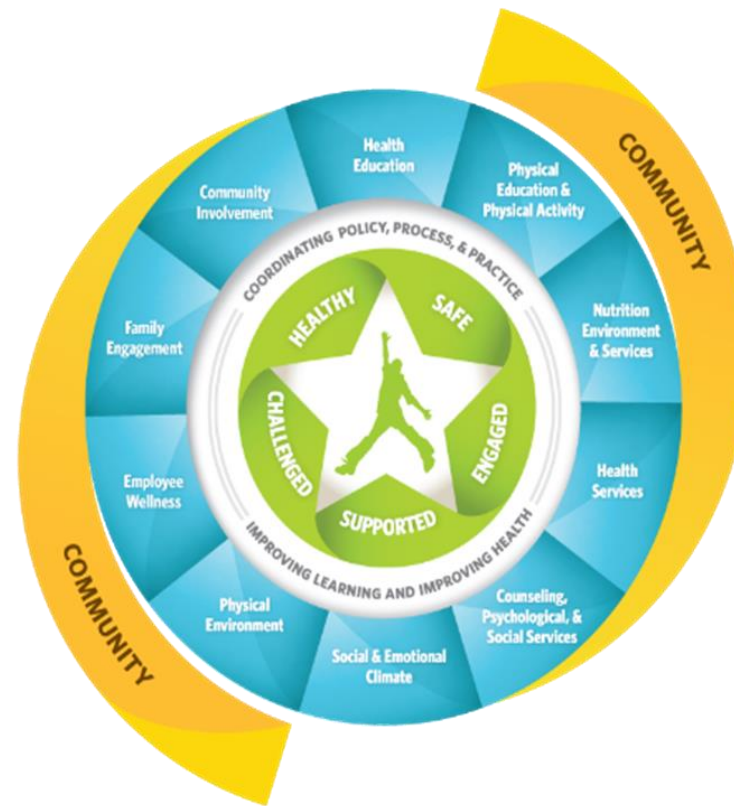 Health
Education
Physical
Education &
Physical Activity
Nutrition
Environment
& Services
Health
Services
Counseling,
Psychological, &
Social Services
Social & Emotional
Climate
Physical
Environment
Employee
Wellness
Family
Engagement
Community
Involvement
COMMUNITY
COMMUNITY
COORDINATING POLICY, PROCESS, & PRACTICE
IMPROVING LEARNING AND IMPROVING HEALTH
HEALTHY
SAFE
ENGAGED
SUPPORTED
CHALLENGED